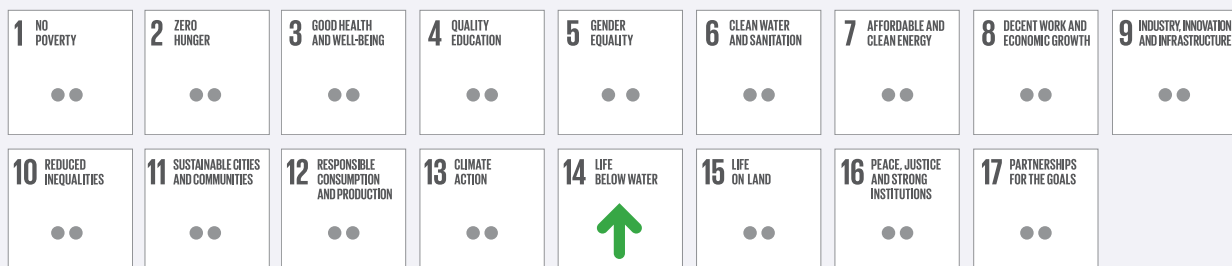 1 NO
POVERTY
2 ZERO
HUNGER
3 GOOD HEALTH
AND WELL-BEING
4 QUALITY
EDUCATION
5 GENDER
EQUALITY
6 CLEAN WATER
AND SANITATION
7 AFFORDABLE AND
CLEAN ENERGY
8 DECENT WORK AND
ECONOMIC GROWTH
9 INDUSTRY, INNOVATION
AND INFRASTRUCTURE
10 REDUCED
INEQUALITIES
11 SUSTAINABLE CITIES
AND COMMUNITIES
12 RESPONSIBLE
CONSUMPTION
AND PRODUCTION
13 CLIMATE
ACTION
14 LIFE
BELOW WATER
15 LIFE
ON LAND
16 PEACE, JUSTICE
AND STRONG
INSTITUTIONS
17 PARTNERSHIPS
FOR THE GOALS